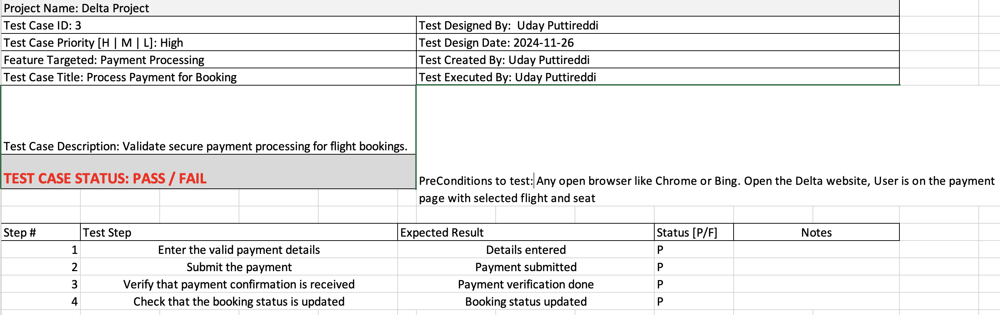 Project Name: Delta Project
Test Case ID: 3
Test Designed By:  Uday Puttireddi
Test Case Priority [H | M | L]: High
Test Design Date: 2024-11-26
Feature Targeted: Payment Processing
Test Created By: Uday Puttireddi
Test Case Title: Process Payment for Booking
Test Executed By: Uday Puttireddi
Test Case Description: Validate secure payment processing for flight bookings.
TEST CASE STATUS: PASS / FAIL
PreConditions to test: Any open browser like Chrome or Bing. Open the Delta website, User is on the payment
page with selected flight and seat
Step # Test Step Expected Result Status [P/F] Notes
1 Enter the valid payment details Details entered P
2 Submit the payment Payment submitted P
3 Verify that payment confirmation is received Payment verification done P
4 Check that the booking status is updated Booking status updated P